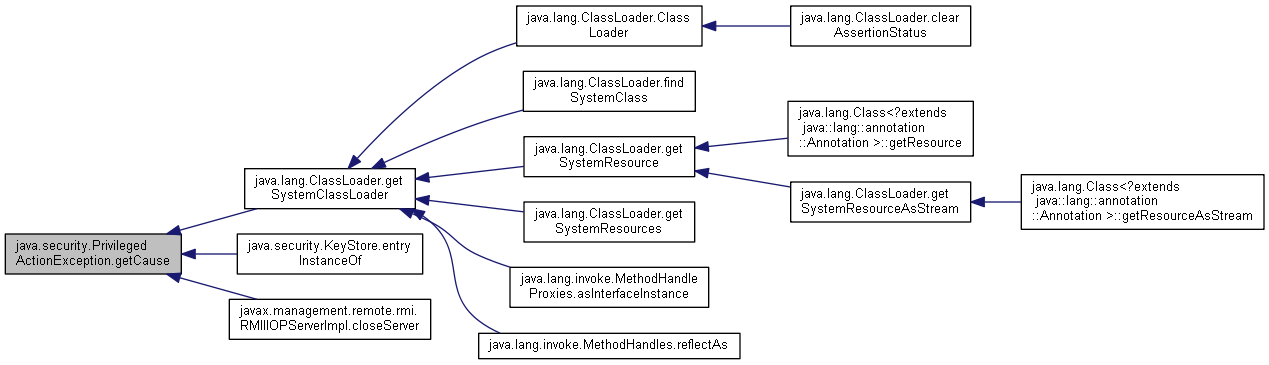 java.security.Privileged
ActionException.getCause
java.lang.ClassLoader.get
SystemClassLoader
java.security.KeyStore.entry
InstanceOf
javax.management.remote.rmi.
RMIIIOPServerImpl.closeServer
java.lang.ClassLoader.Class
Loader
java.lang.ClassLoader.find
SystemClass
java.lang.ClassLoader.get
SystemResource
java.lang.ClassLoader.get
SystemResources
java.lang.invoke.MethodHandle
Proxies.asInterfaceInstance
java.lang.invoke.MethodHandles.reflectAs
java.lang.ClassLoader.clear
AssertionStatus
java.lang.Class<?extends
java::lang::annotation
::Annotation >::getResource
java.lang.ClassLoader.get
SystemResourceAsStream
java.lang.Class<?extends
java::lang::annotation
::Annotation >::getResourceAsStream